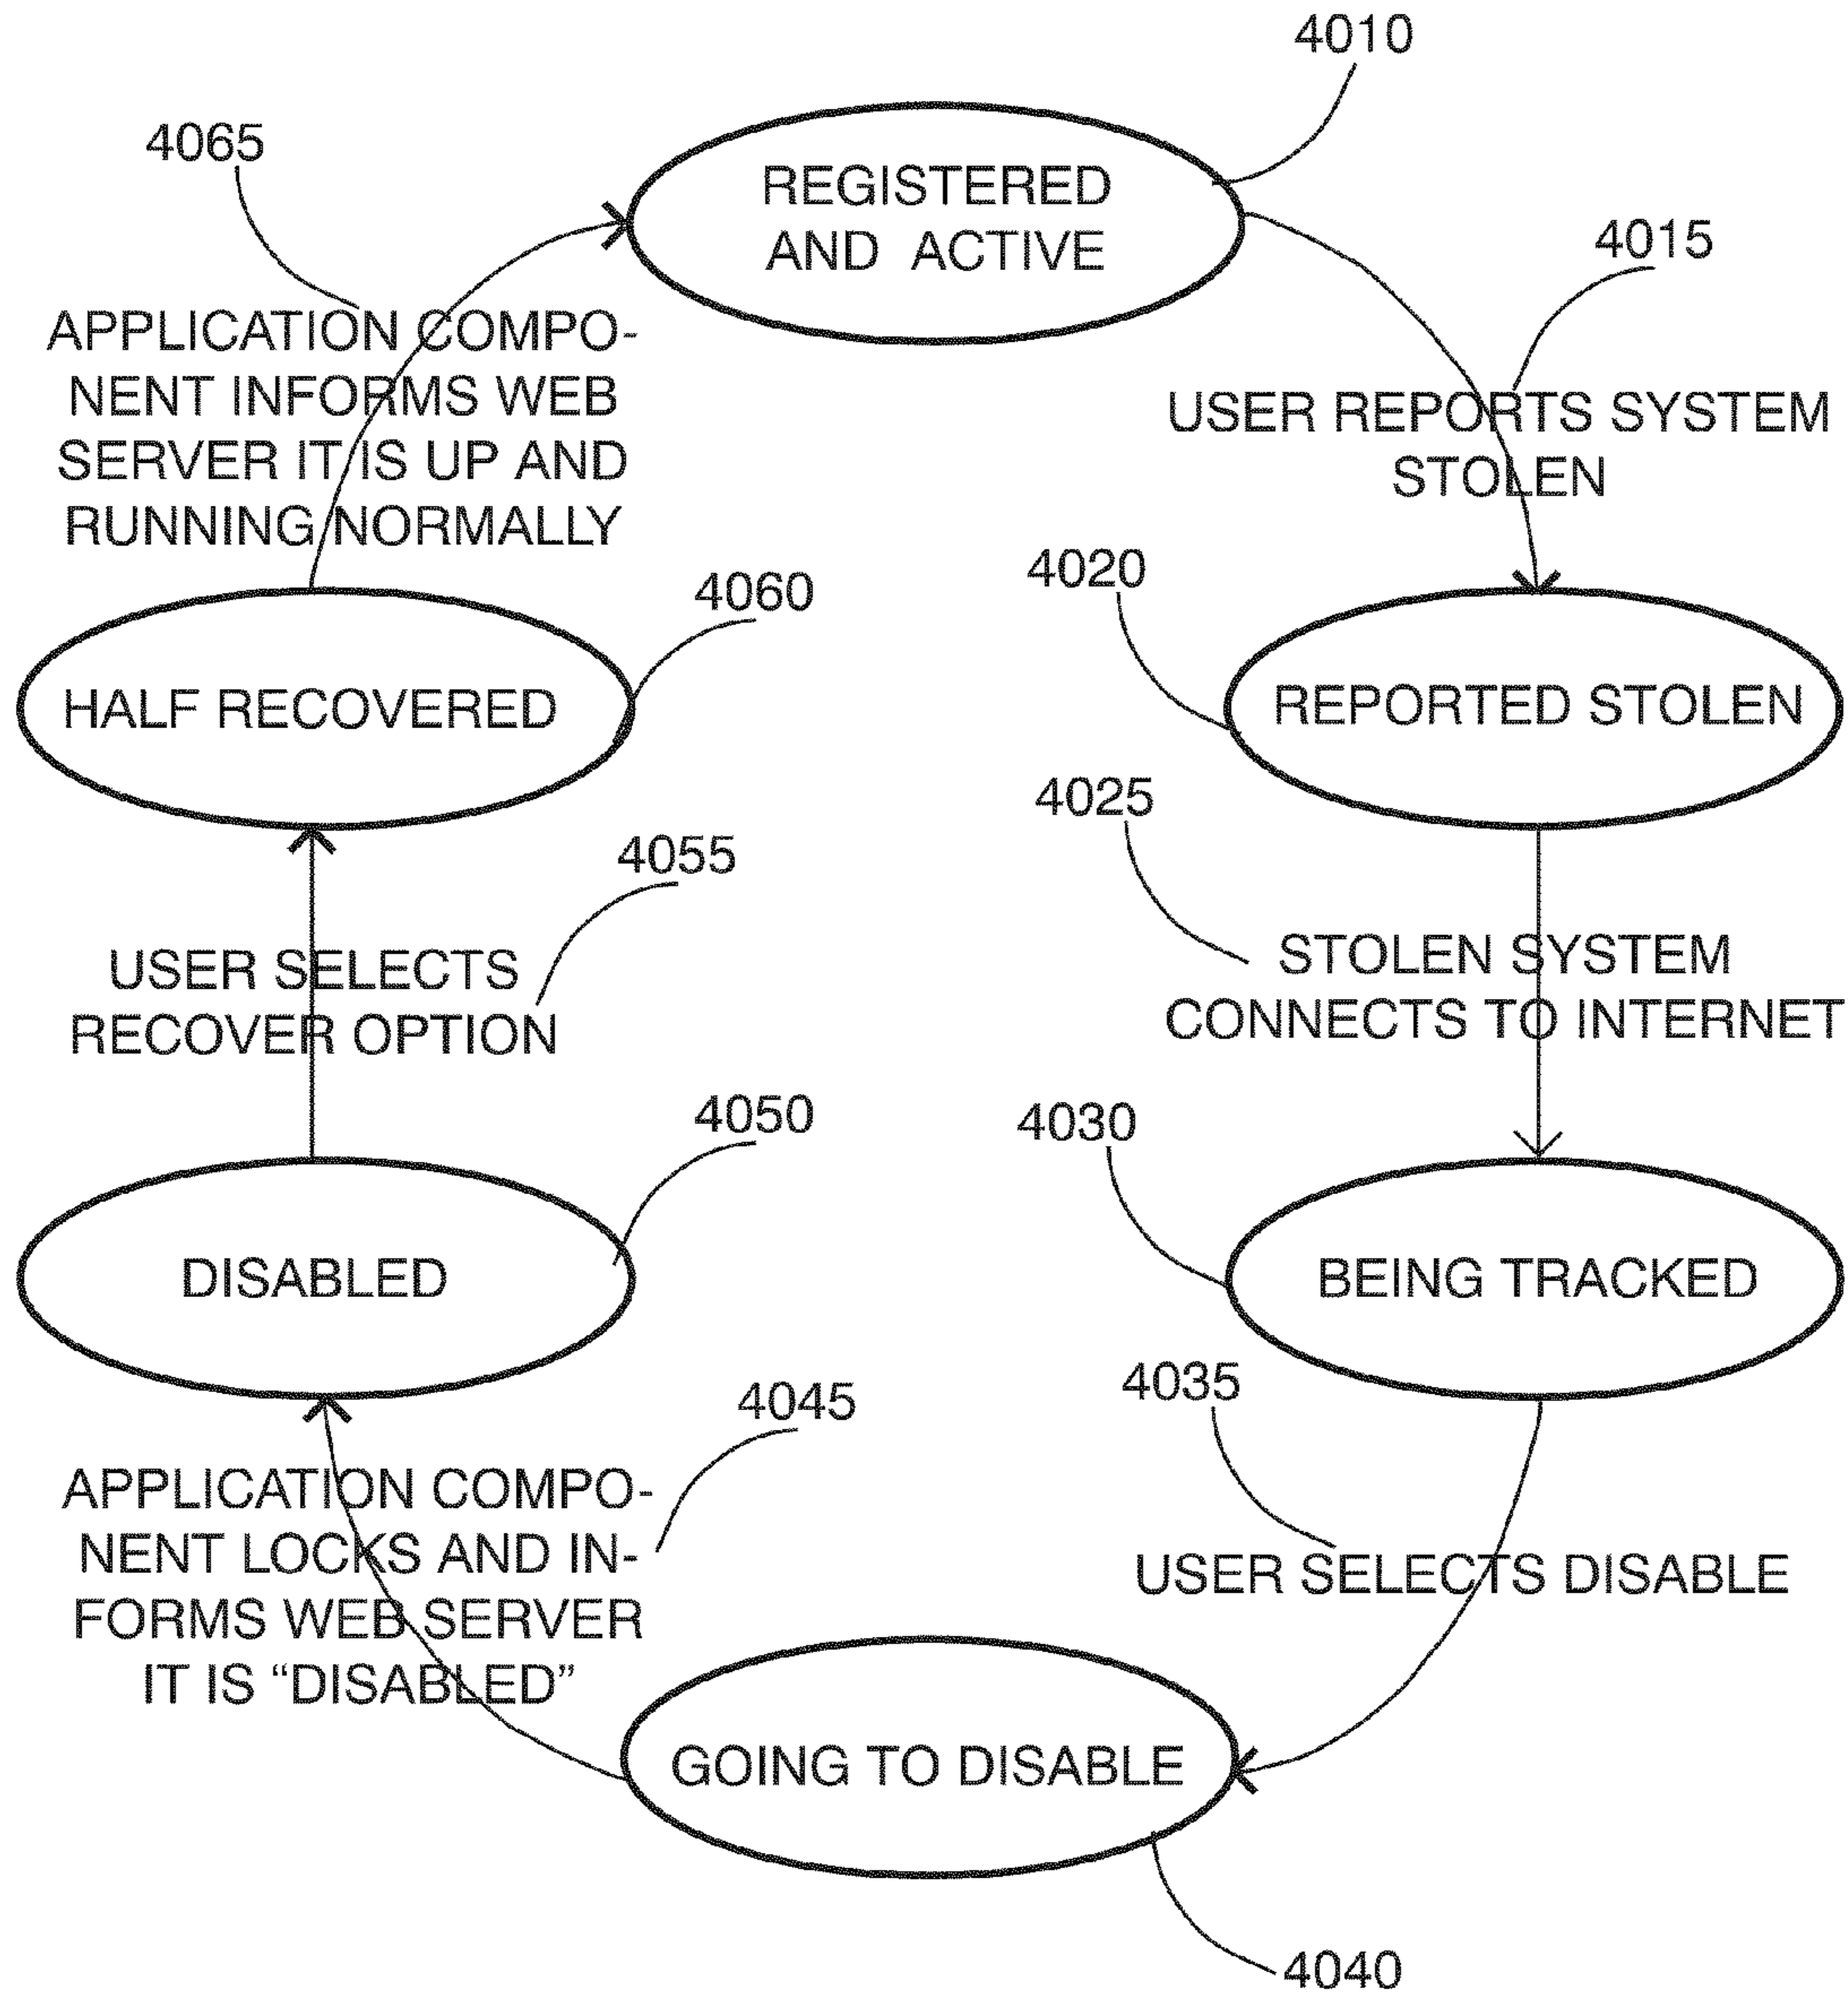 4010
4065
REGISTERED
AND ACTIVE
4015
APPLICATION COMPO-
NENT INFORMS WEB
SERVER IT IS UP AND
RUNNING NORMALLY
USER REPORTS SYSTEM
STOLEN
4020
4060
HALF RECOVERED
REPORTED STOLEN
4025
4055
STOLEN SYSTEM
CONNECTS TO INTERNET
USER SELECTS
RECOVER OPTION
4050
4030
DISABLED
BEING TRACKED
4035
4045
APPLICATION COMPO-
NENT LOCKS AND IN-
FORMS WEB SERVER
IT IS “DISABLED”
USER SELECTS DISABLE
GOING TO DISABLE
4040